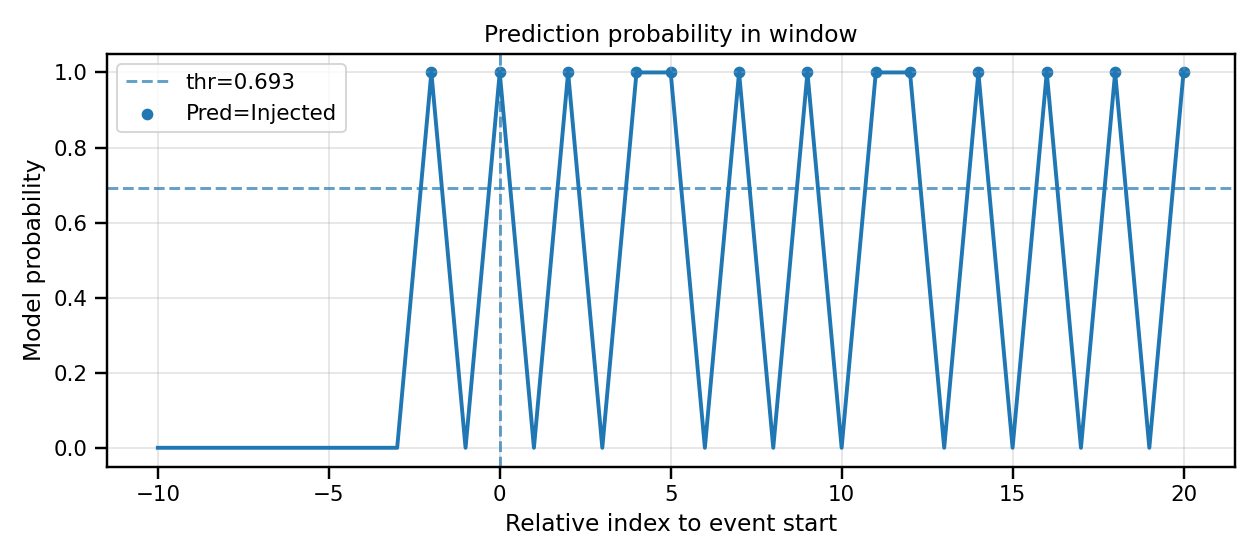 Prediction probability in window
thr=0.693
Pred=Injected
Model probability
1.0
0.8
0.6
0.4
0.2
0.0
−10
−5
0
5
10
15
20
Relative index to event start